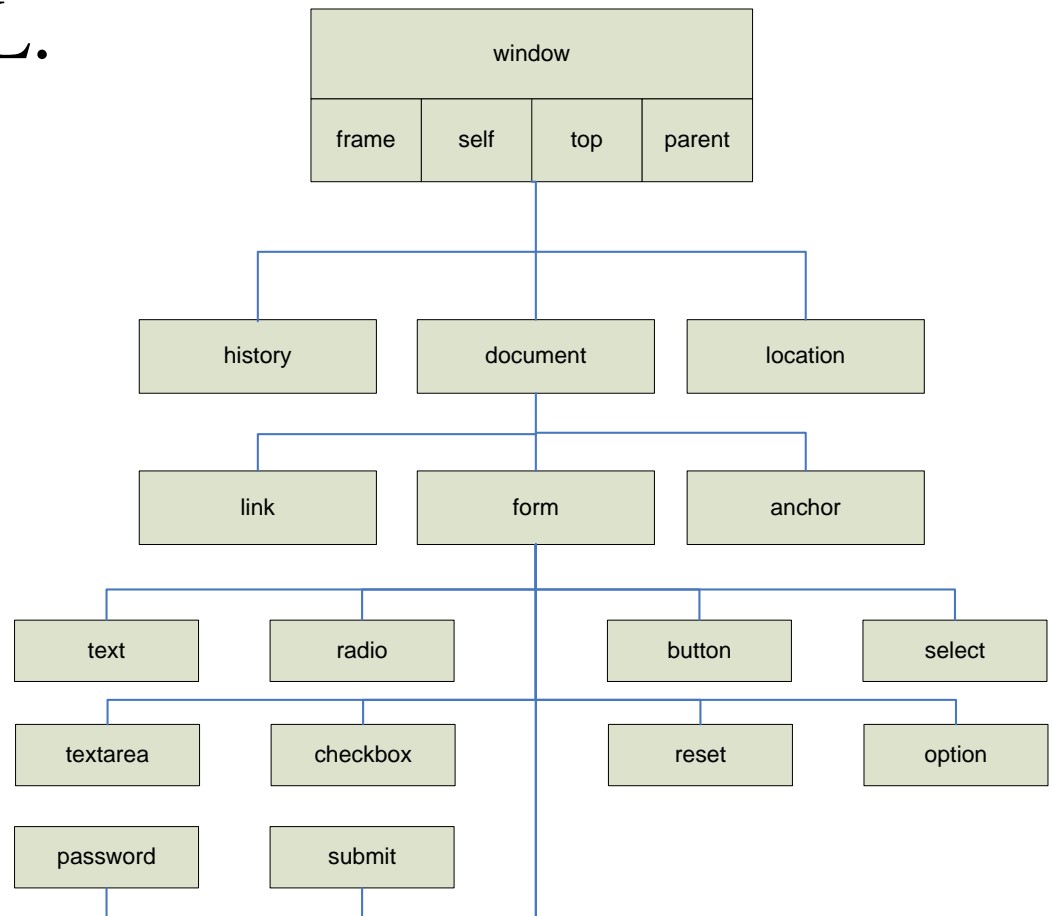 window
frame self top parent
history document location
link form anchor
text radio button select
textarea checkbox reset option
password submit